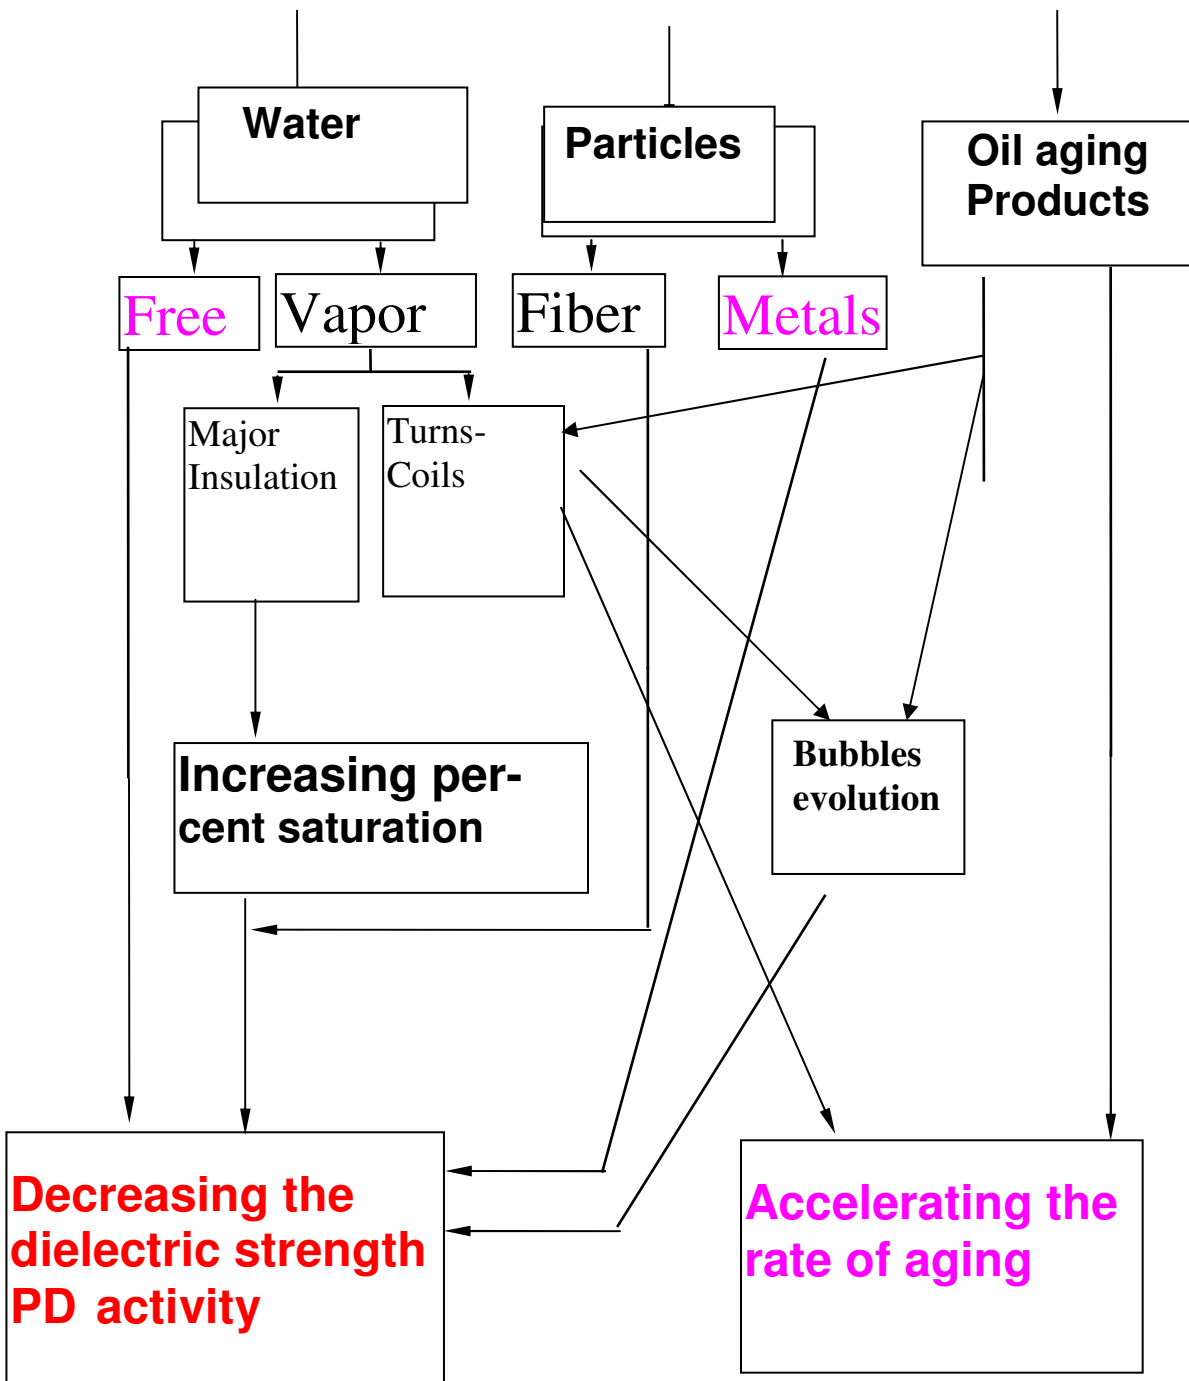 Water
Particles
Oil aging
Products
Free
Vapor
Fiber
Metals
Major
Insulation
Turns-
Coils
Increasing per-
cent saturation
Bubbles
evolution
Decreasing the
dielectric strength
PD activity
Accelerating the
rate of aging